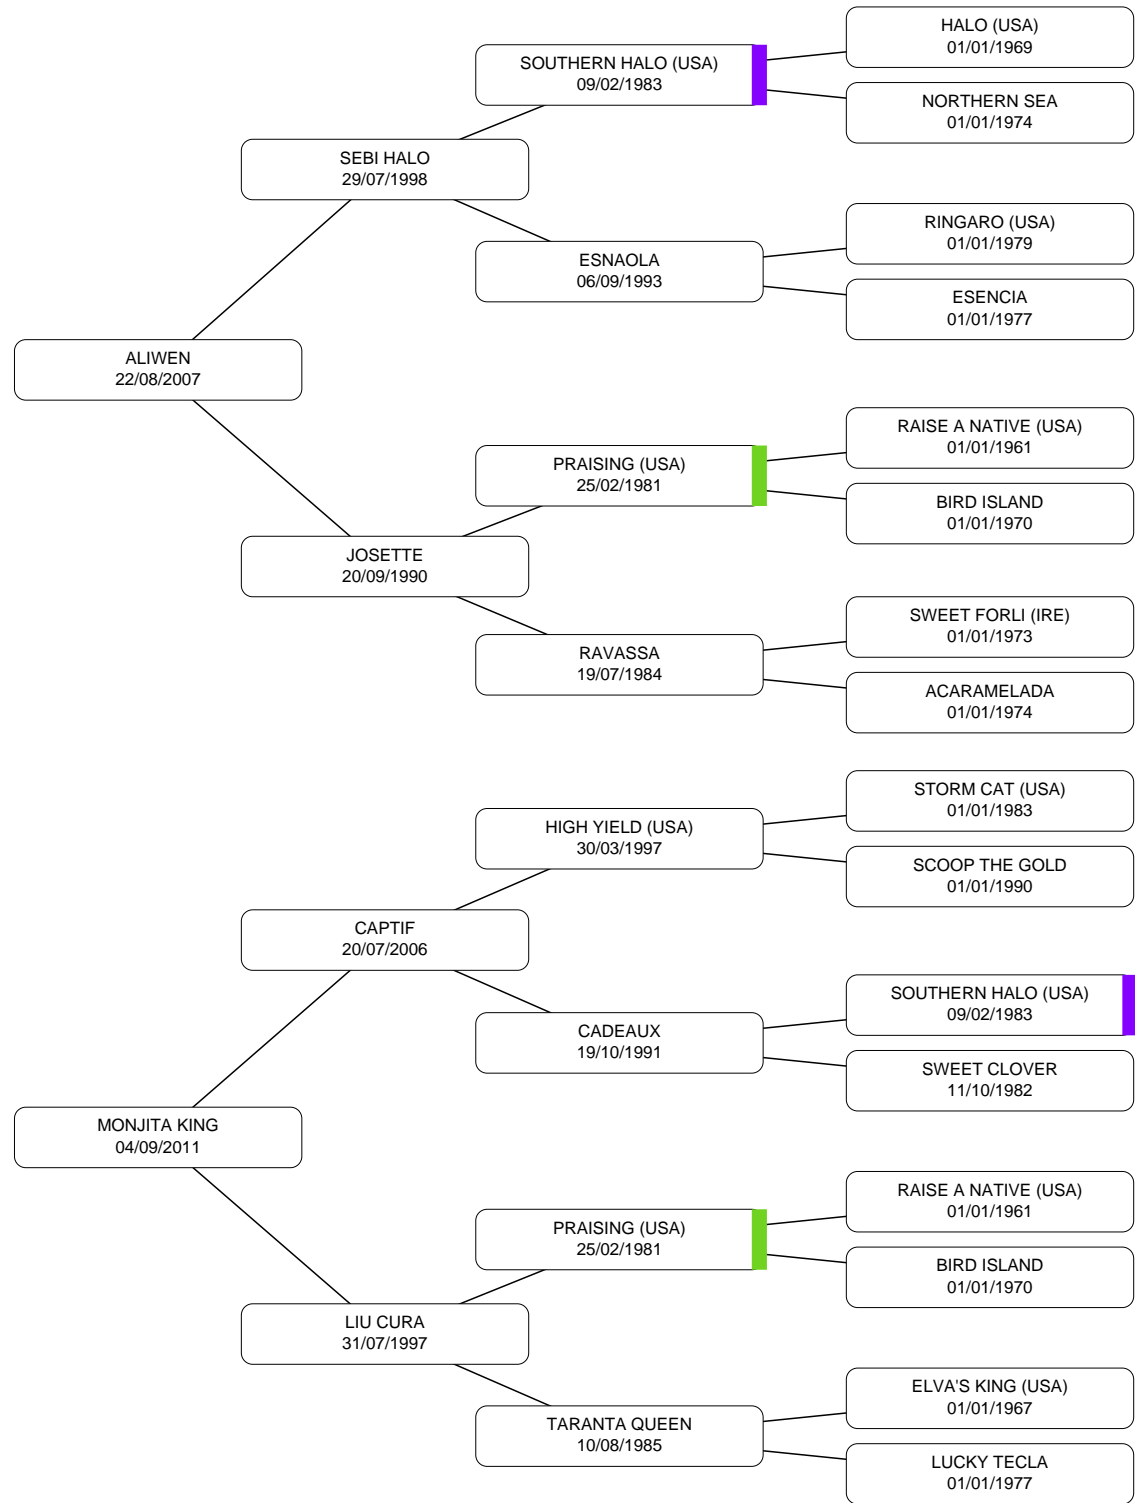 HALO (USA)
01/01/1969
SOUTHERN HALO (USA)
09/02/1983
NORTHERN SEA
01/01/1974
SEBI HALO
29/07/1998
RINGARO (USA)
01/01/1979
ESNAOLA
06/09/1993
ESENCIA
01/01/1977
ALIWEN
22/08/2007
RAISE A NATIVE (USA)
01/01/1961
PRAISING (USA)
25/02/1981
BIRD ISLAND
01/01/1970
JOSETTE
20/09/1990
SWEET FORLI (IRE)
01/01/1973
RAVASSA
19/07/1984
ACARAMELADA
01/01/1974
STORM CAT (USA)
01/01/1983
HIGH YIELD (USA)
30/03/1997
SCOOP THE GOLD
01/01/1990
CAPTIF
20/07/2006
SOUTHERN HALO (USA)
09/02/1983
CADEAUX
19/10/1991
SWEET CLOVER
11/10/1982
MONJITA KING
04/09/2011
RAISE A NATIVE (USA)
01/01/1961
PRAISING (USA)
25/02/1981
BIRD ISLAND
01/01/1970
LIU CURA
31/07/1997
ELVA'S KING (USA)
01/01/1967
TARANTA QUEEN
10/08/1985
LUCKY TECLA
01/01/1977